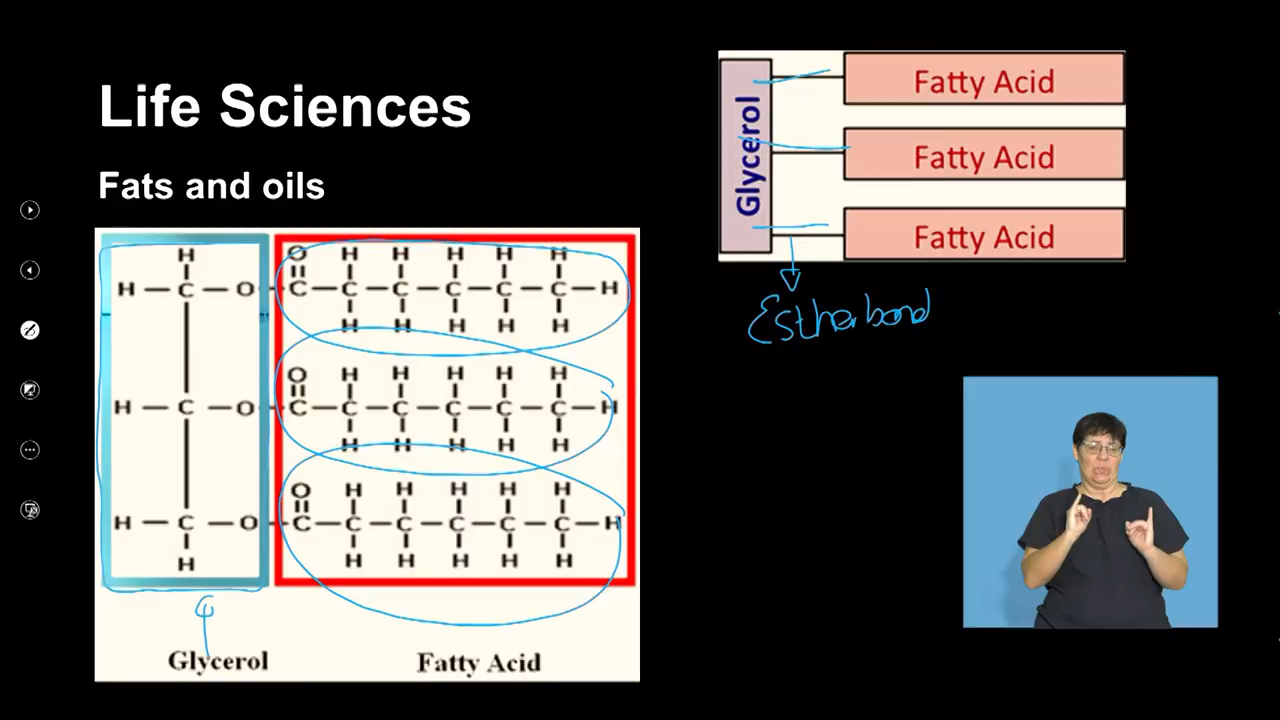 Life Sciences
Fats and oils
H O H H H H H
H – C – O – C – C – C – C – C – C – H
H H H H H
O H H H H H
H – C – O – C – C – C – C – C – C – H
H H H H H
O H H H H H
H – C – O – C – C – C – C – C – C – H
H H H H H H
Glycerol Fatty Acid
Glycerol
Fatty Acid
Fatty Acid
Fatty Acid
Esther bond